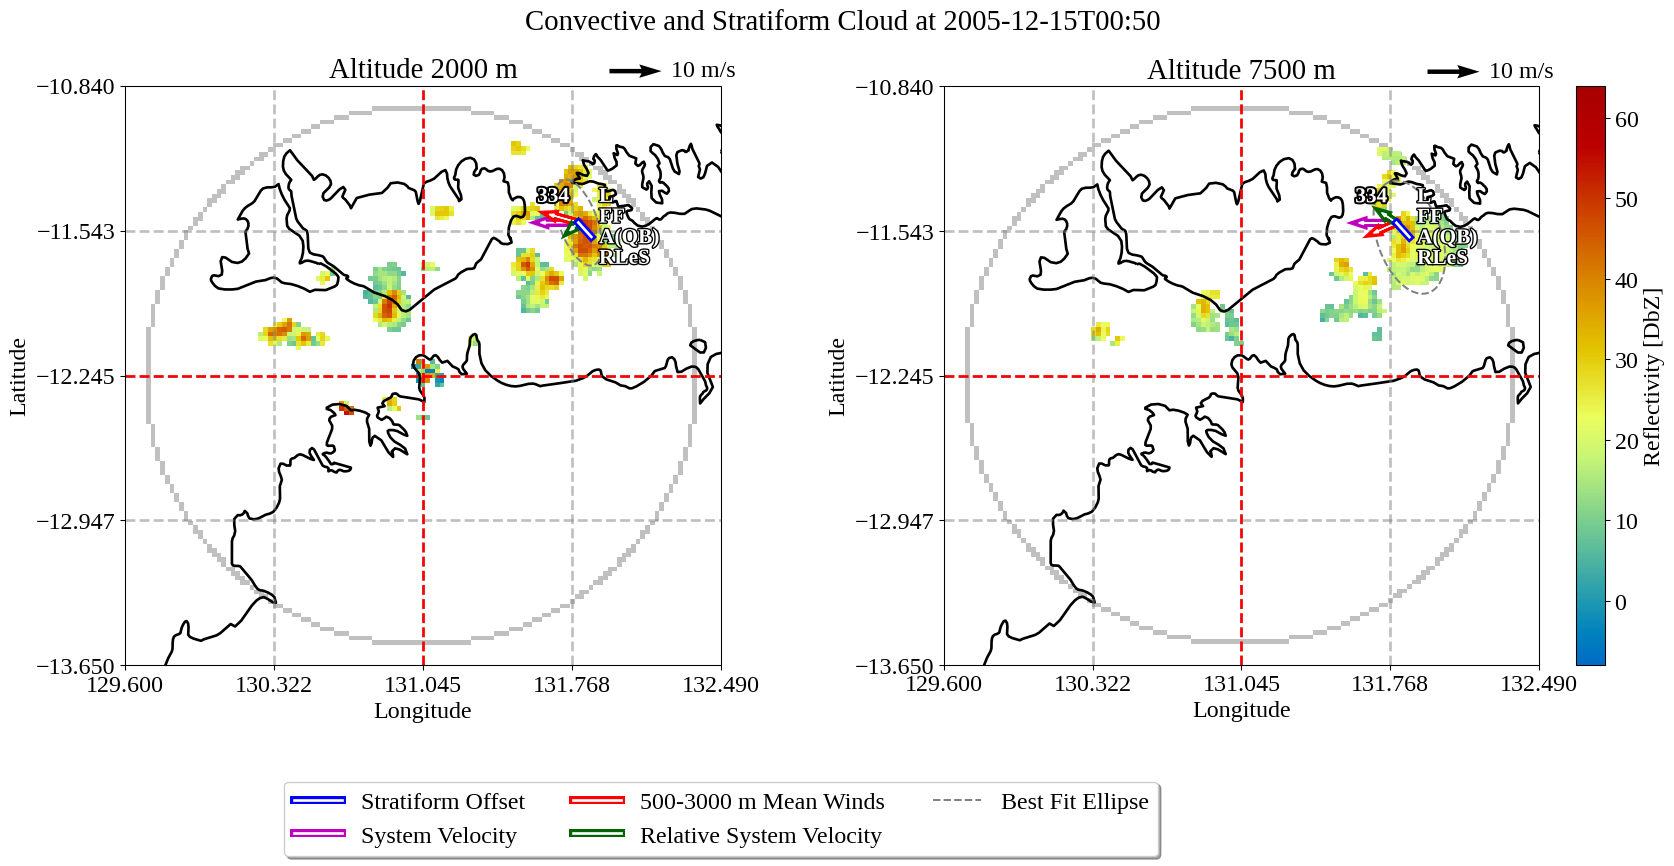 Convective and Stratiform Cloud at 2005-12-15T00:50
Altitude 2000 m
10 m/s
Altitude 7500 m
10 m/s
−10.840
−11.543
−12.245
−12.947
−13.650
129.600
130.322
131.045
131.768
132.490
Longitude
Latitude
334
L
FF
A(QB)
RLeS
−10.840
−11.543
−12.245
−12.947
−13.650
129.600
130.322
131.045
131.768
132.490
Longitude
Latitude
334
L
FF
A(QB)
RLeS
60
50
40
30
20
10
0
Reflectivity [DbZ]
Stratiform Offset
System Velocity
500-3000 m Mean Winds
Relative System Velocity
Best Fit Ellipse